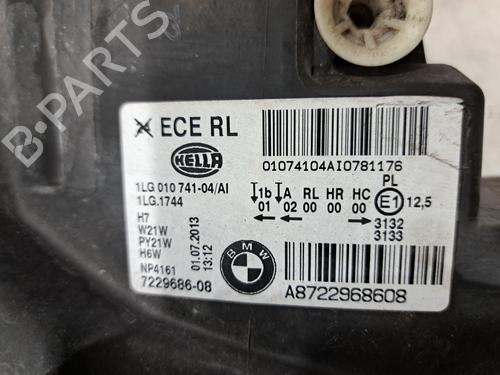 B-PARTS
ECE RL
HELLA
01074104AI0781176
1LG 010 741-04/AI
1LG.1744
1b A RL HR HC PL
01 02 00 00 00 E1 12,5
3132
3133
H7
W21W
PY21W
H6W
01.07.2013
13:12
BMW
NP4161
7229686-08
A8722968608